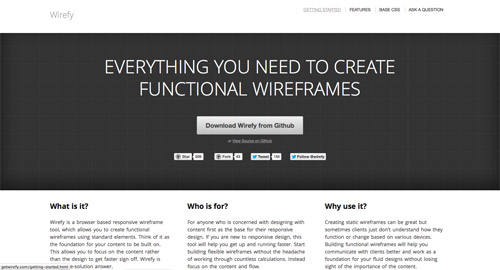 Wirefy
GETTING STARTED | FEATURES | BASE CSS | ASK A QUESTION
EVERYTHING YOU NEED TO CREATE
FUNCTIONAL WIREFRAMES
Download Wirefy from Github
or View Source on Github
Star Fork 43 Tweet Follow @wirefy
What is it?
Wirefy is a browser based responsive wireframe
tool, which allows you to create functional
wireframes using standard elements. Think of it as
the foundation for your content to be built on.
This allows you to focus on the content rather
than the design to get faster sign off. Wirefy is
getwirefy.com/getting-started.html e-solution answer.
Who is for?
For anyone who is concerned with designing with
content first as the base for their responsive
design. If you are new to responsive design, this
tool will help you get up and running faster. Start
building flexible wireframes without the headache
of working through countless calculations. Instead
focus on the content and flow.
Why use it?
Creating static wireframes can be great but
sometimes clients just don't understand how they
function or change based on various devices.
Building functional wireframes will help you
communicate with clients better and work as a
foundation for your fluid designs without losing
sight of the importance of the content.